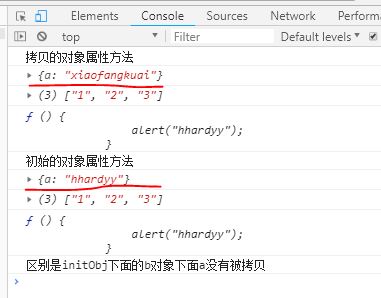 Elements Console Sources
top Filter Default levels ▼
拷贝的对象属性方法
▶ {a: "xiaofangkuai"}
▶ (3) ["1", "2", "3"]
ƒ () {
alert("hhardyy");
}
初始的对象属性方法
▶ {a: "hhardyy"}
▶ (3) ["1", "2", "3"]
ƒ () {
alert("hhardyy");
}
区别是initObj下面的b对象下面a没有被拷贝